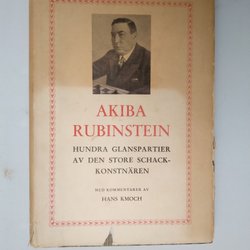 AKIBA
RUBINSTEIN
HUNDRA GLANSPARTIER
AV DEN STORE SCHACK-
KONSTNÄREN
MED KOMMENTARER AV
HANS KMOCH